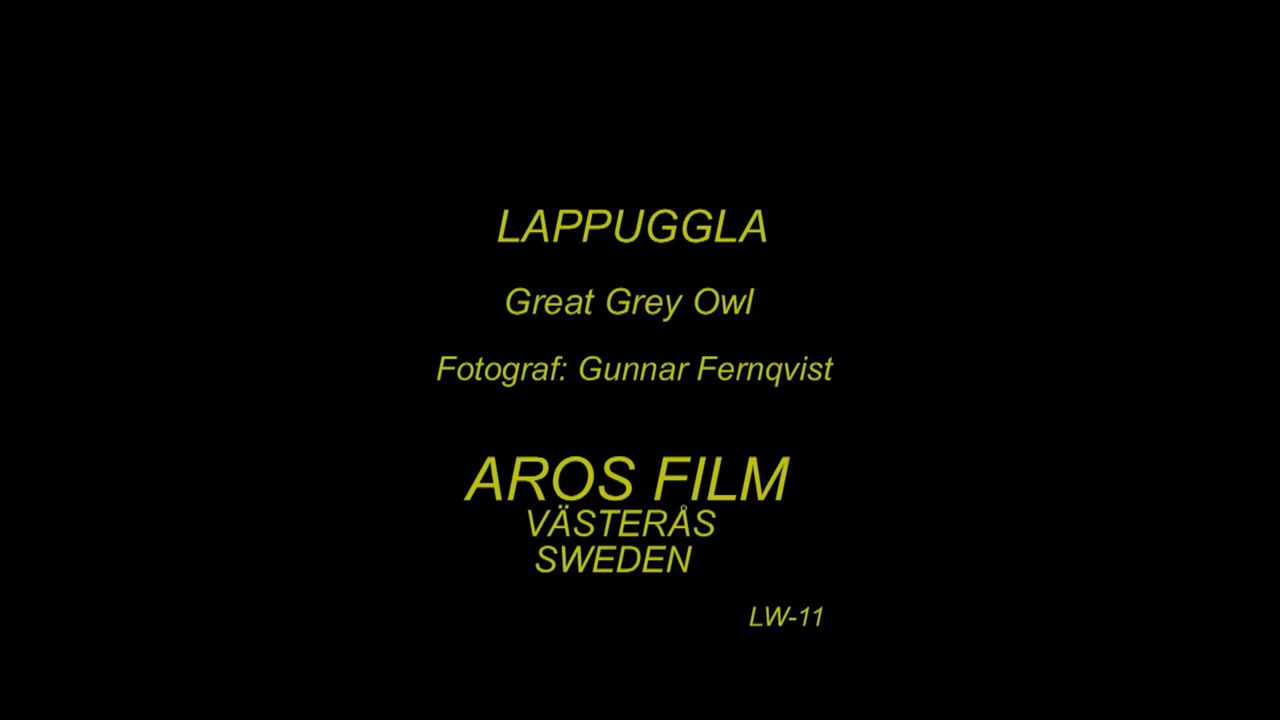 LAPPUGGLA
Great Grey Owl
Fotograf: Gunnar Fernqvist
AROS FILM
VÄSTERÅS
SWEDEN
LW-11